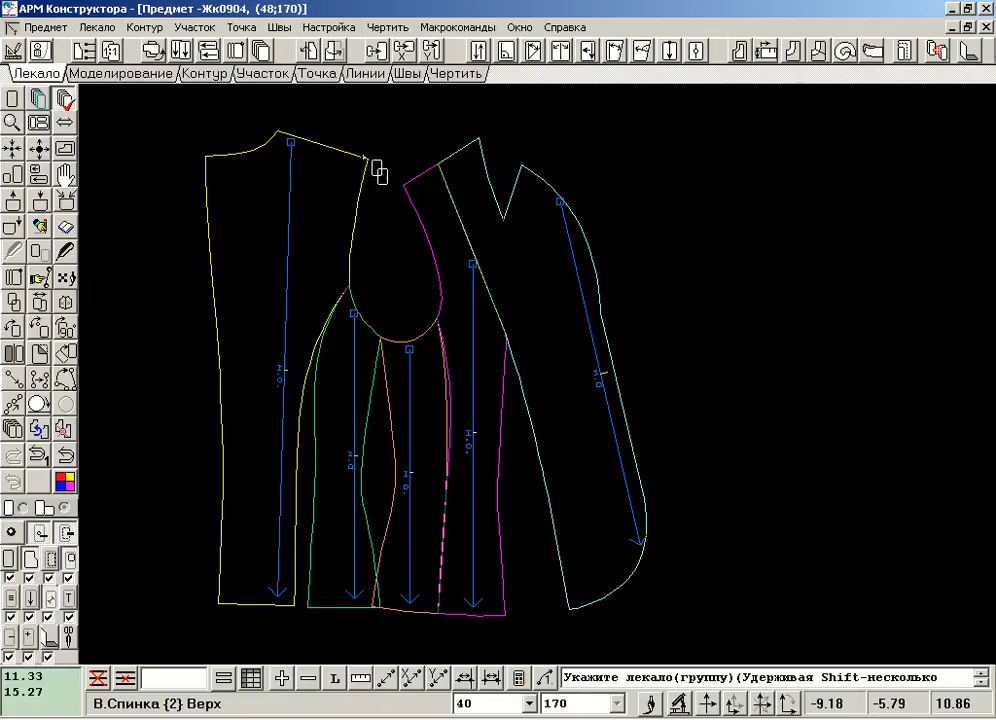 АРМ Конструктора - [Предмет -Жк0904, (48;170)]
Предмет Лекало Контур Участок Точка Швы Настройка Чертить Макрокоманды Окно Справка
Лекало Моделирование Контур Участок Точка Линии Швы Чертить
Н.О.
Н.О.
Н.О.
Н.О.
11.33
15.27
L
Укажите лекало(группу)(Удерживая Shift-несколько
В.Спинка {2} Верх
40
170
-9.18
-5.79
10.86